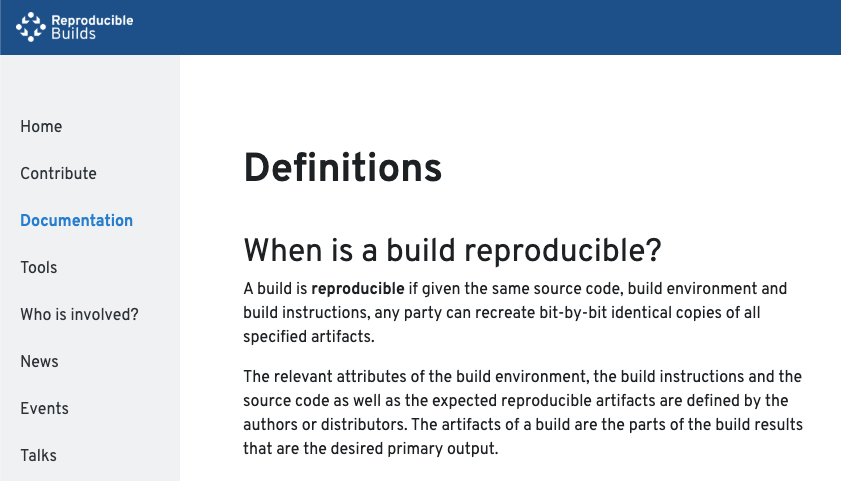 Reproducible
Builds
Home
Contribute
Documentation
Tools
Who is involved?
News
Events
Talks
Definitions
When is a build reproducible?
A build is reproducible if given the same source code, build environment and
build instructions, any party can recreate bit-by-bit identical copies of all
specified artifacts.
The relevant attributes of the build environment, the build instructions and the
source code as well as the expected reproducible artifacts are defined by the
authors or distributors. The artifacts of a build are the parts of the build results
that are the desired primary output.